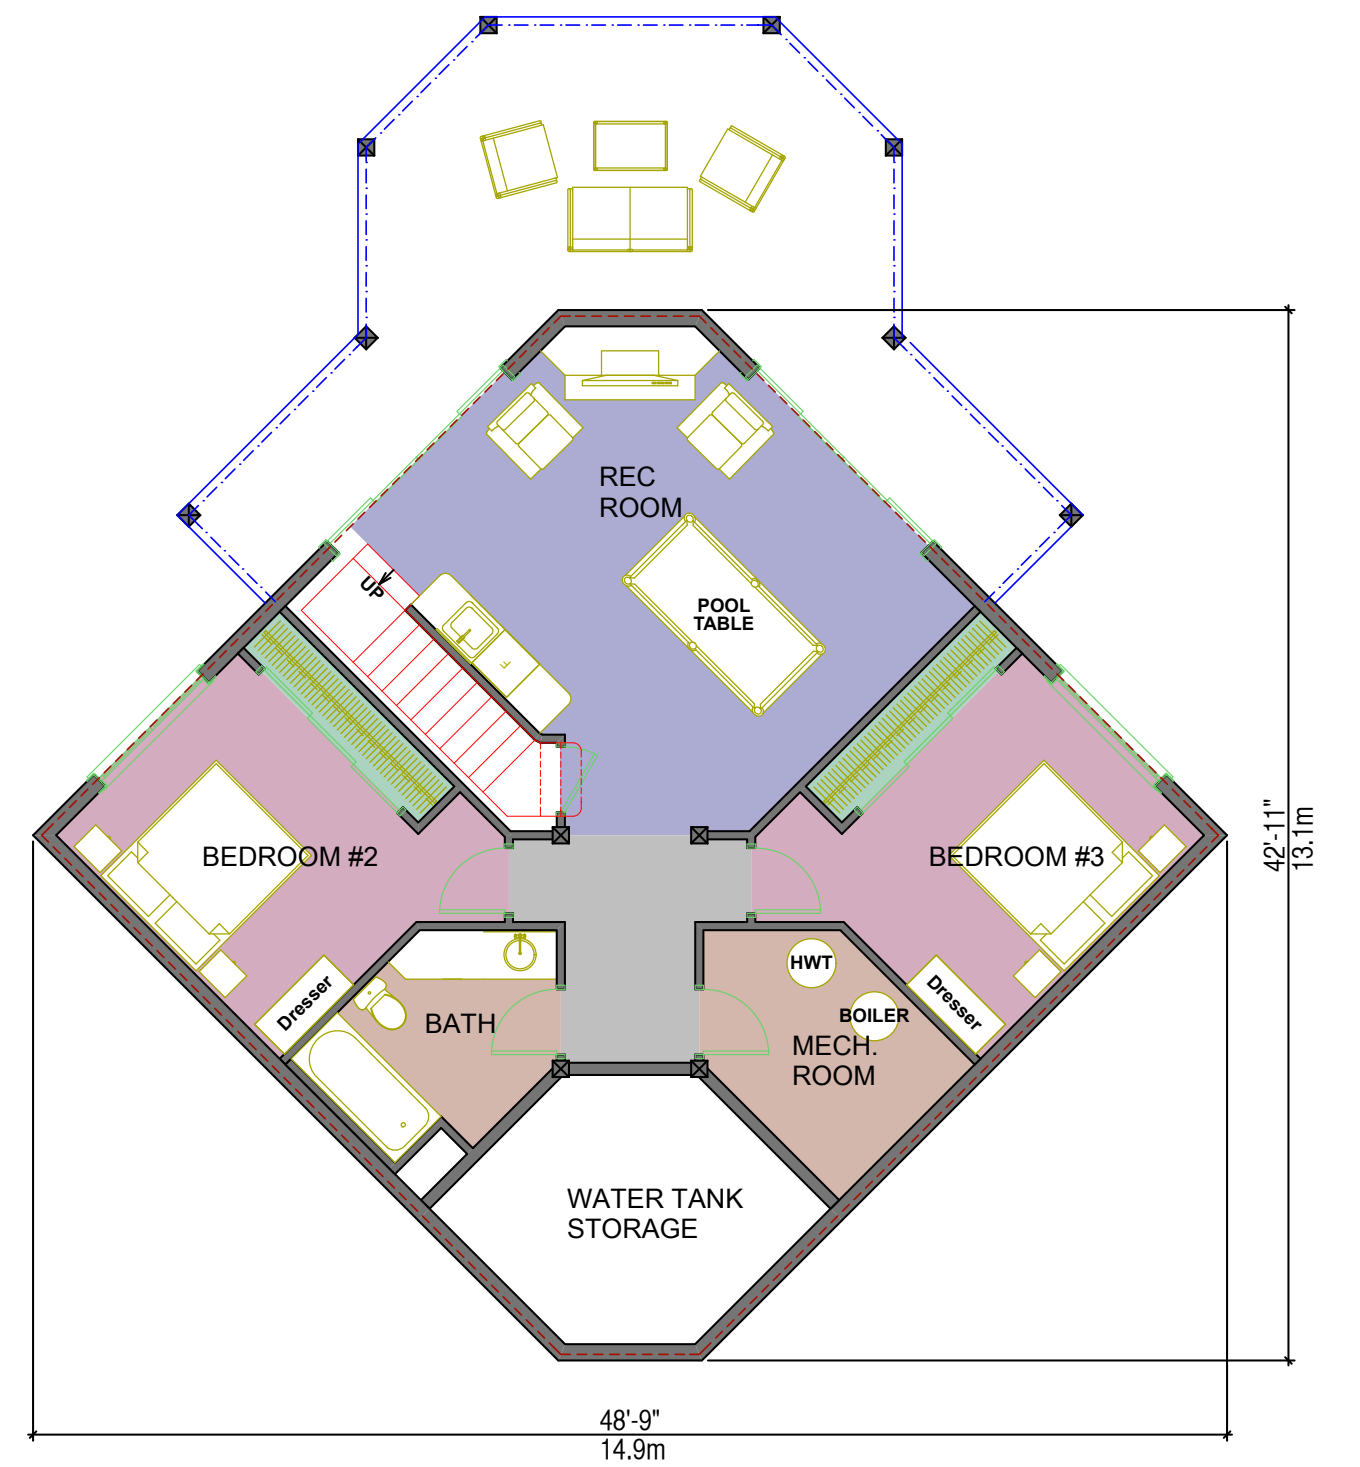 REC
ROOM
UP
POOL
TABLE
F
BEDROOM #2
BEDROOM #3
42'-11"
13.1m
HWT
Dresser
Dresser
BOILER
BATH
MECH.
ROOM
WATER TANK
STORAGE
48'-9"
14.9m